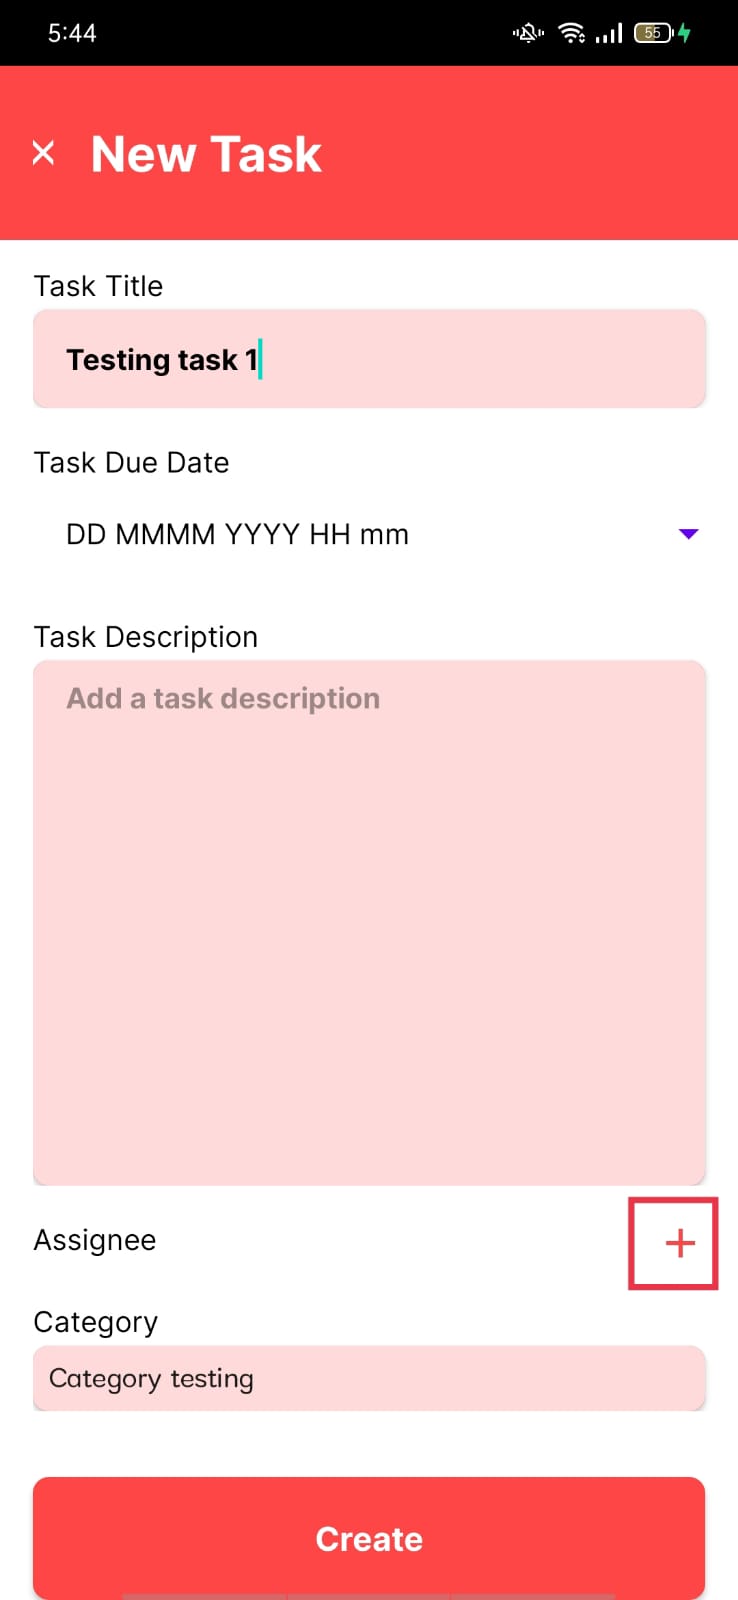 5:44
55
New Task
Task Title
Testing task 1
Task Due Date
DD MMMM YYYY HH mm
Task Description
Add a task description
Assignee
Category
Category testing
Create